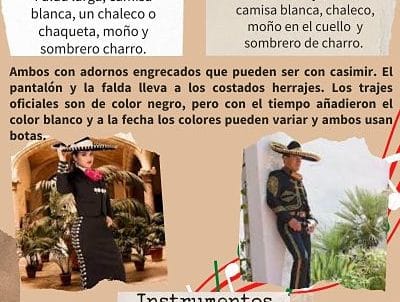 Falda larga, camisa
blanca, un chaleco o
chaqueta, moño y
sombrero charro.
camisa blanca, chaleco,
moño en el cuello y
sombrero de charro.
Ambos con adornos engrecados que pueden ser con casimir. El
pantalón y la falda lleva a los costados herrajes. Los trajes
oficiales son de color negro, pero con el tiempo añadieron el
color blanco y a la fecha los colores pueden variar y ambos usan
botas.
Instrumentos